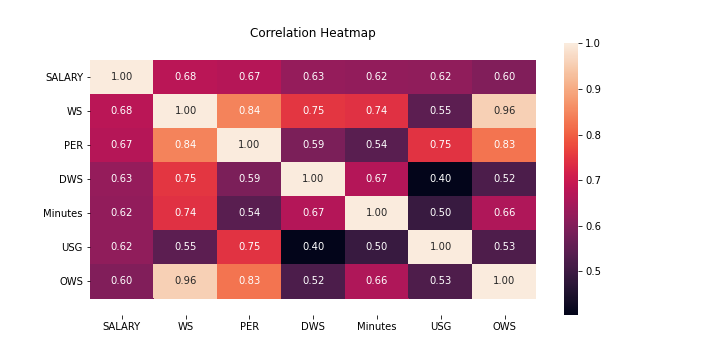 Correlation Heatmap
SALARY 1.00 0.68 0.67 0.63 0.62 0.62 0.60
WS 0.68 1.00 0.84 0.75 0.74 0.55 0.96
PER 0.67 0.84 1.00 0.59 0.54 0.75 0.83
DWS 0.63 0.75 0.59 1.00 0.67 0.40 0.52
Minutes 0.62 0.74 0.54 0.67 1.00 0.50 0.66
USG 0.62 0.55 0.75 0.40 0.50 1.00 0.53
OWS 0.60 0.96 0.83 0.52 0.66 0.53 1.00
SALARY WS PER DWS Minutes USG OWS
1.0
0.9
0.8
0.7
0.6
0.5